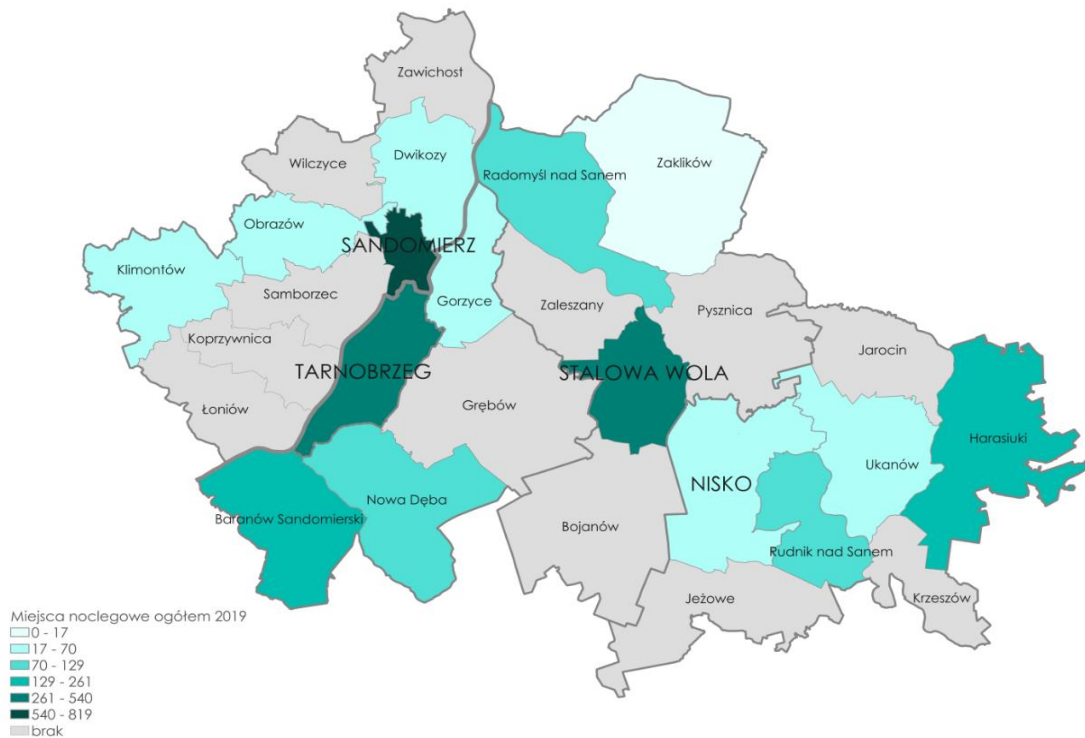 Zawichost
Dwikozy
Wilczyce
Radomyśl nad Sanem
Zaklików
Obrazów
SANDOMIERZ
Klimontów
Samborzec
Gorzyce
Zaleszany
Pysznica
Koprzywnica
Jarocin
TARNOBRZEG
STALOWA WOLA
Łoniów
Grębów
Harasiuki
Ukanów
NISKO
Nowa Dęba
Baranów Sandomierski
Bojanów
Rudnik nad Sanem
Jeżowe
Krzeszów
Miejsca noclegowe ogółem 2019
0 - 17
17 - 70
70 - 129
129 - 261
261 - 540
540 - 819
brak